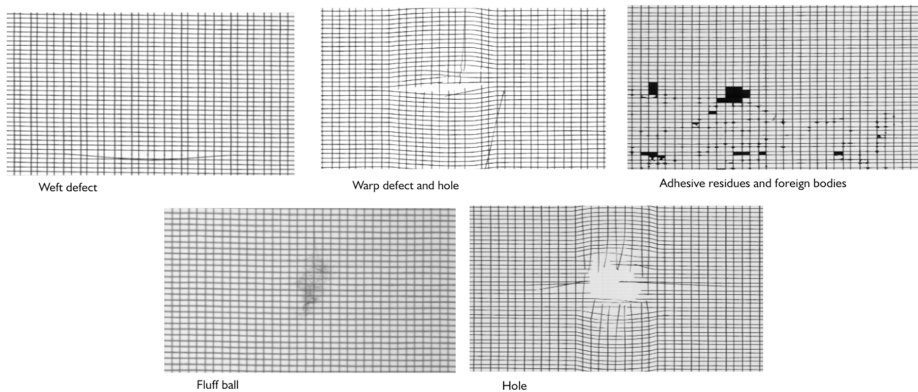 Weft defect
Warp defect and hole
Adhesive residues and foreign bodies
Fluff ball
Hole